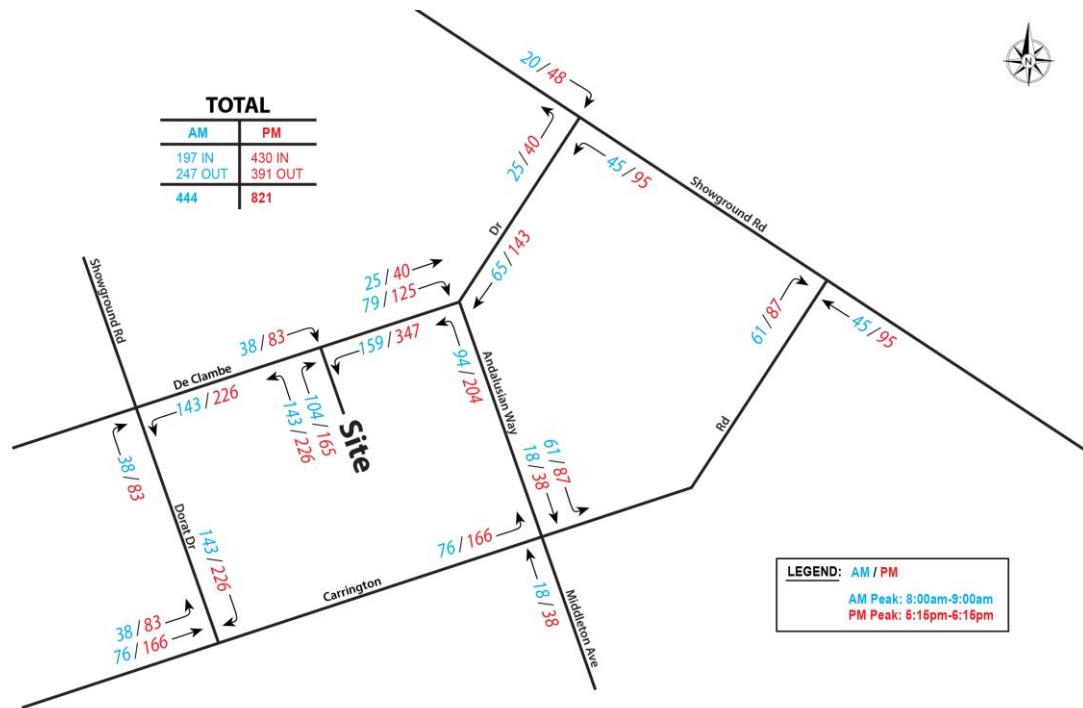 20 / 48
N
TOTAL
AM PM
197 IN 430 IN
247 OUT 391 OUT
444 821
25 / 40
45 / 95
Showground Rd
Dr
65 / 143
Showground Rd
25 / 40
79 / 125
61 / 87
45 / 95
38 / 83
159 / 347
94 / 204
Andalusian Way
De Clambe
143 / 226
104 / 165
143 / 226
Site
38 / 83
Rd
61 / 87
18 / 38
Dorat Dr
143 / 226
76 / 166
Carrington
18 / 38
Middleton Ave
38 / 83
76 / 166
LEGEND: AM / PM
AM Peak: 8:00am-9:00am
PM Peak: 5:15pm-6:15pm